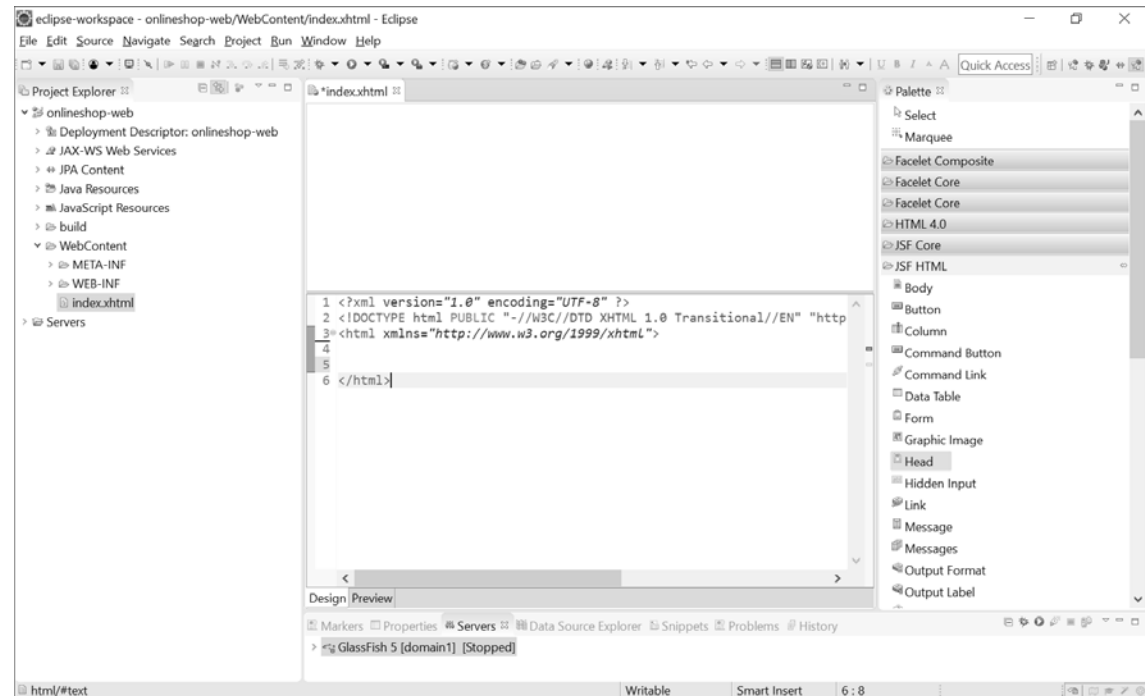 eclipse-workspace - onlineshop-web/WebContent/index.xhtml - Eclipse
File Edit Source Navigate Search Project Run Window Help
Quick Access
Project Explorer
onlineshop-web
Deployment Descriptor: onlineshop-web
JAX-WS Web Services
JPA Content
Java Resources
JavaScript Resources
build
WebContent
META-INF
WEB-INF
index.xhtml
Servers
*index.xhtml
1 <?xml version="1.0" encoding="UTF-8" ?>
2 <!DOCTYPE html PUBLIC "-//W3C//DTD XHTML 1.0 Transitional//EN" "http
3 <html xmlns="http://www.w3.org/1999/xhtml">
4
5
6 </html>
Design Preview
Palette
Select
Marquee
Facelet Composite
Facelet Core
Facelet Core
HTML 4.0
JSF Core
JSF HTML
Body
Button
Column
Command Button
Command Link
Data Table
Form
Graphic Image
Head
Hidden Input
Link
Message
Messages
Output Format
Output Label
Markers Properties Servers Data Source Explorer Snippets Problems History
GlassFish 5 [domain1] [Stopped]
html/#text Writable Smart Insert 6 : 8